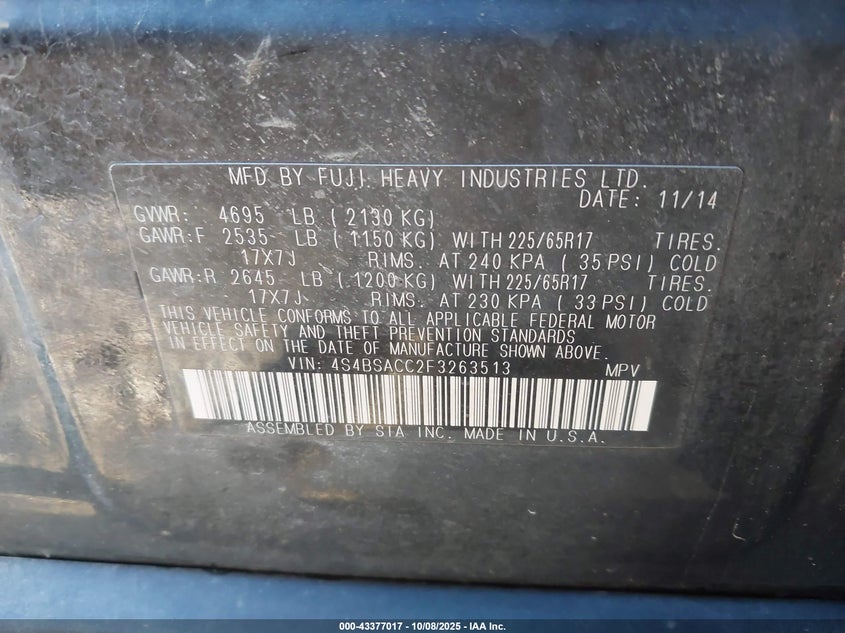 MFD BY FUJI HEAVY INDUSTRIES LTD.
DATE: 11/14
GVWR: 4695 LB ( 2130 KG)
GAWR:F 2535 LB ( 1150 KG) WITH 225/65R17 TIRES.
17X7J RIMS. AT 240 KPA ( 35 PSI) COLD
GAWR:R 2645 LB ( 1200 KG) WITH 225/65R17 TIRES.
17X7J RIMS. AT 230 KPA ( 33 PSI) COLD
THIS VEHICLE CONFORMS TO ALL APPLICABLE FEDERAL MOTOR
VEHICLE SAFETY AND THEFT PREVENTION STANDARDS
IN EFFECT ON THE DATE OF MANUFACTURE SHOWN ABOVE.
VIN: 4S4BSACC2F3263513 MPV
ASSEMBLED BY SIA INC. MADE IN U.S.A.
000-43377017 - 10/08/2025 - IAA Inc.